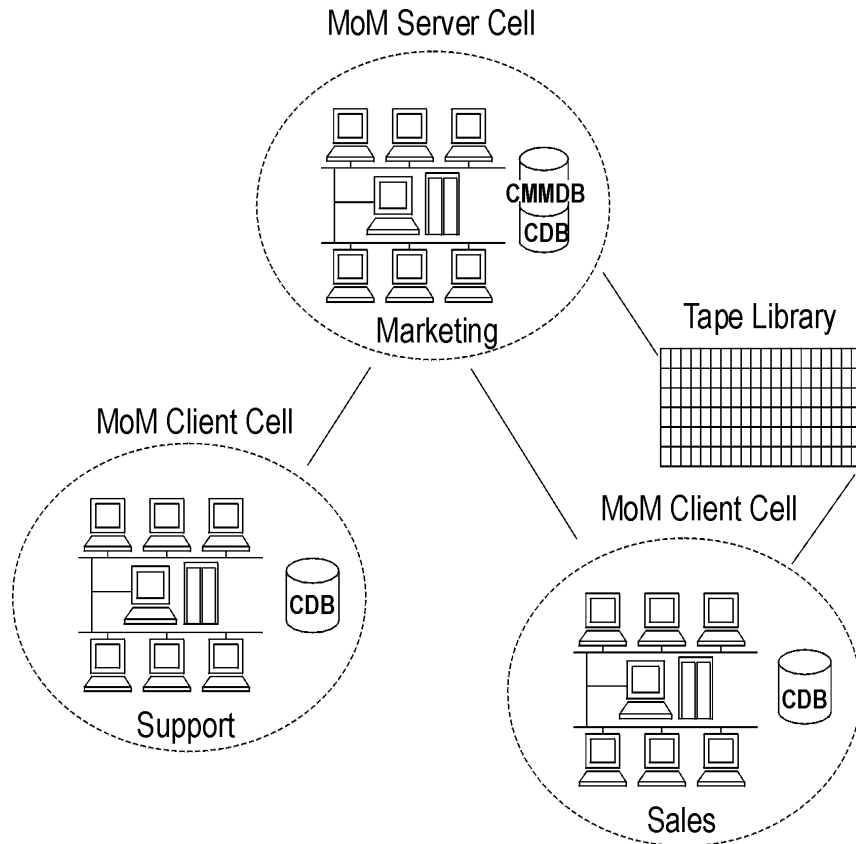 MoM Server Cell
CMMDB
CDB
Marketing
Tape Library
MoM Client Cell
CDB
Support
MoM Client Cell
CDB
Sales